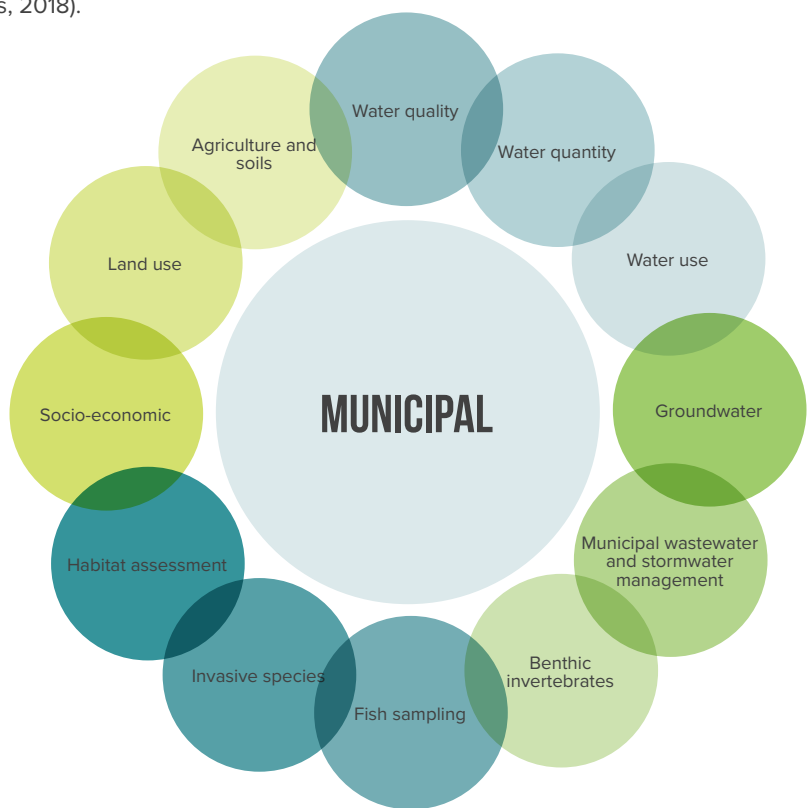 s, 2018).
Water quality
Agriculture and
soils
Water quantity
Land use
Water use
Socio-economic
MUNICIPAL
Groundwater
Habitat assessment
Municipal wastewater
and stormwater
management
Invasive species
Benthic
invertebrates
Fish sampling